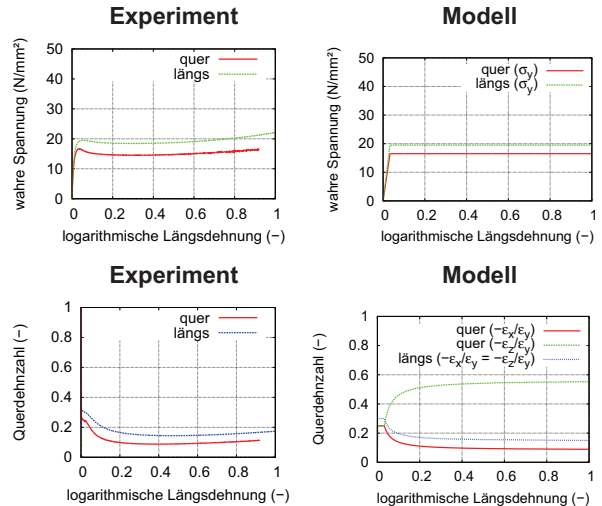 Experiment
Modell
wahre Spannung (N/mm²)
50
40
30
20
10
0
quer
längs
0
0.2
0.4
0.6
0.8
1
logarithmische Längsdehnung (−)
wahre Spannung (N/mm²)
50
40
30
20
10
0
quer (σy)
längs (σy)
0
0.2
0.4
0.6
0.8
1
logarithmische Längsdehnung (−)
Experiment
Modell
Querdehnzahl (−)
1
0.8
0.6
0.4
0.2
0
quer
längs
0
0.2
0.4
0.6
0.8
1
logarithmische Längsdehnung (−)
Querdehnzahl (−)
1
0.8
0.6
0.4
0.2
0
quer (−εx/εy)
quer (−εz/εy)
längs (−εx/εy = −εz/εy)
0
0.2
0.4
0.6
0.8
1
logarithmische Längsdehnung (−)